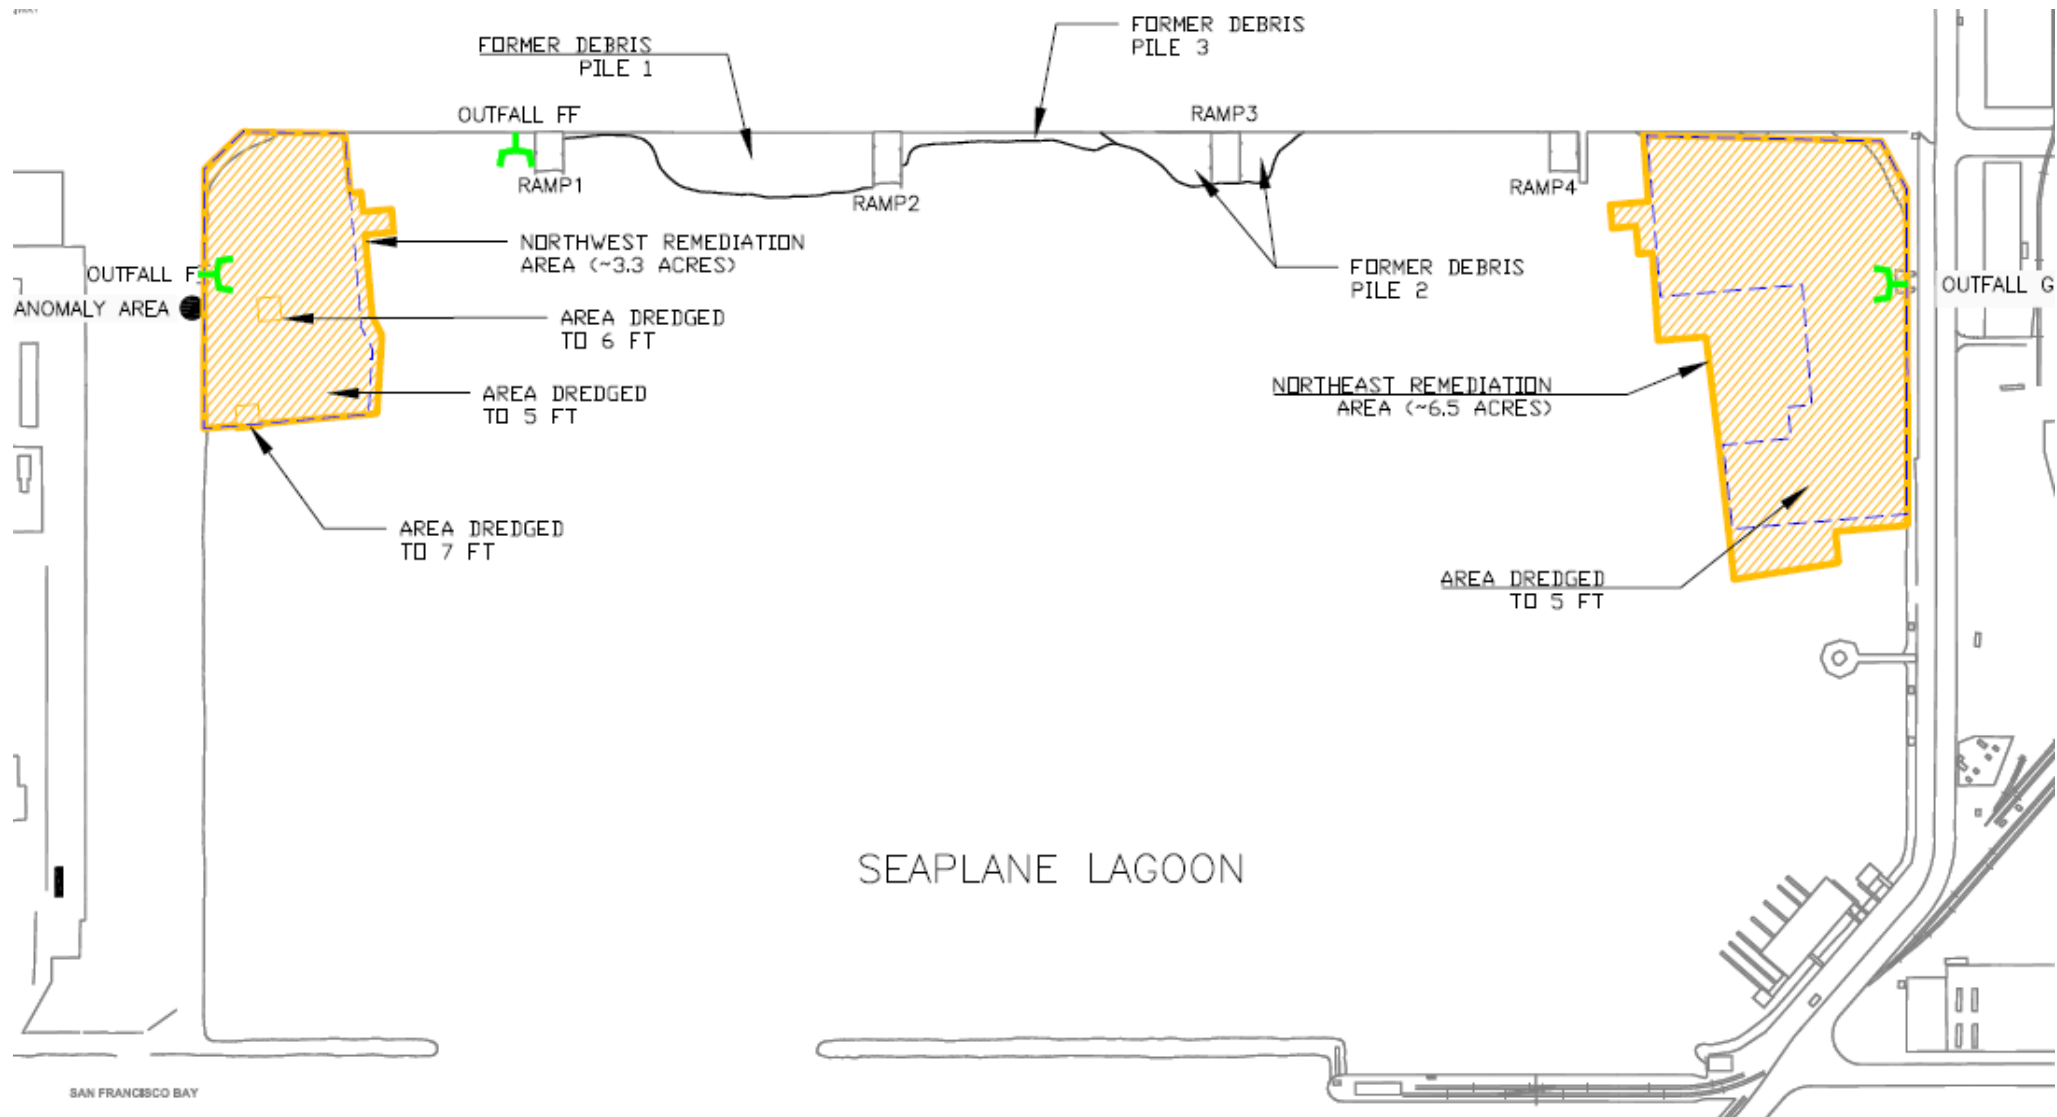 FORMER DEBRIS
PILE 3
FORMER DEBRIS
PILE 1
OUTFALL FF
RAMP3
RAMP1
RAMP2
RAMP4
NORTHWEST REMEDIATION
AREA (~3.3 ACRES)
FORMER DEBRIS
PILE 2
OUTFALL F
OUTFALL G
ANOMALY AREA
AREA DREDGED
TO 6 FT
AREA DREDGED
TO 5 FT
NORTHEAST REMEDIATION
AREA (~6.5 ACRES)
AREA DREDGED
TO 7 FT
AREA DREDGED
TO 5 FT
SEAPLANE LAGOON
SAN FRANCISCO BAY